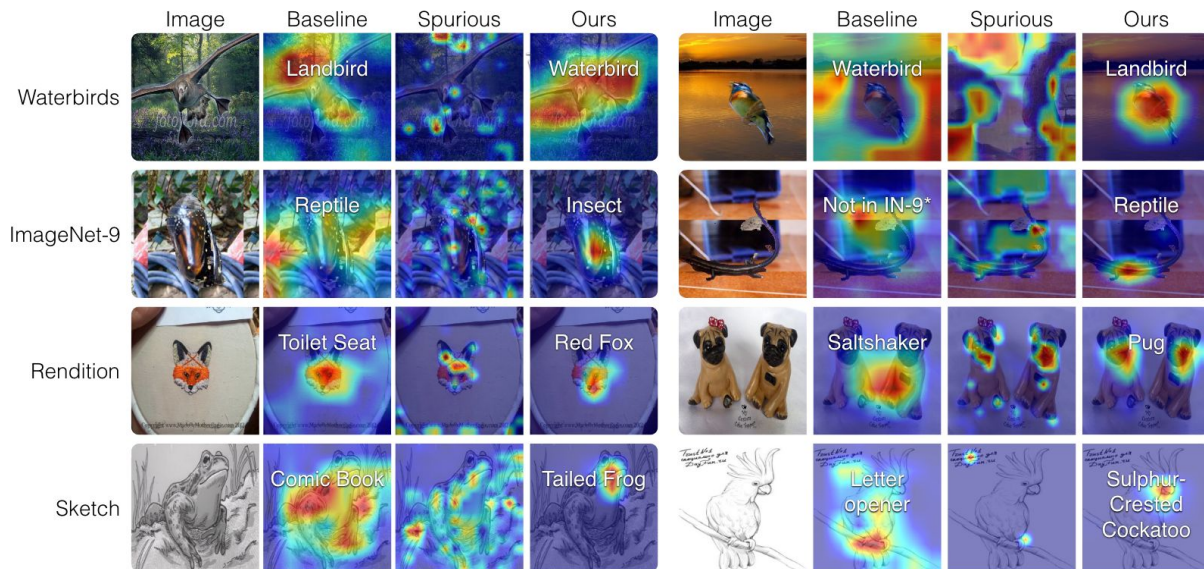 Image Baseline Spurious Ours Image Baseline Spurious Ours
Waterbirds Landbird Waterbird Waterbird Landbird
ImageNet-9 Reptile Insect Not in IN-9* Reptile
Rendition Toilet Seat Red Fox Saltshaker Pug
Sketch Comic Book Tailed Frog Letter opener Sulphur-Crested Cockatoo